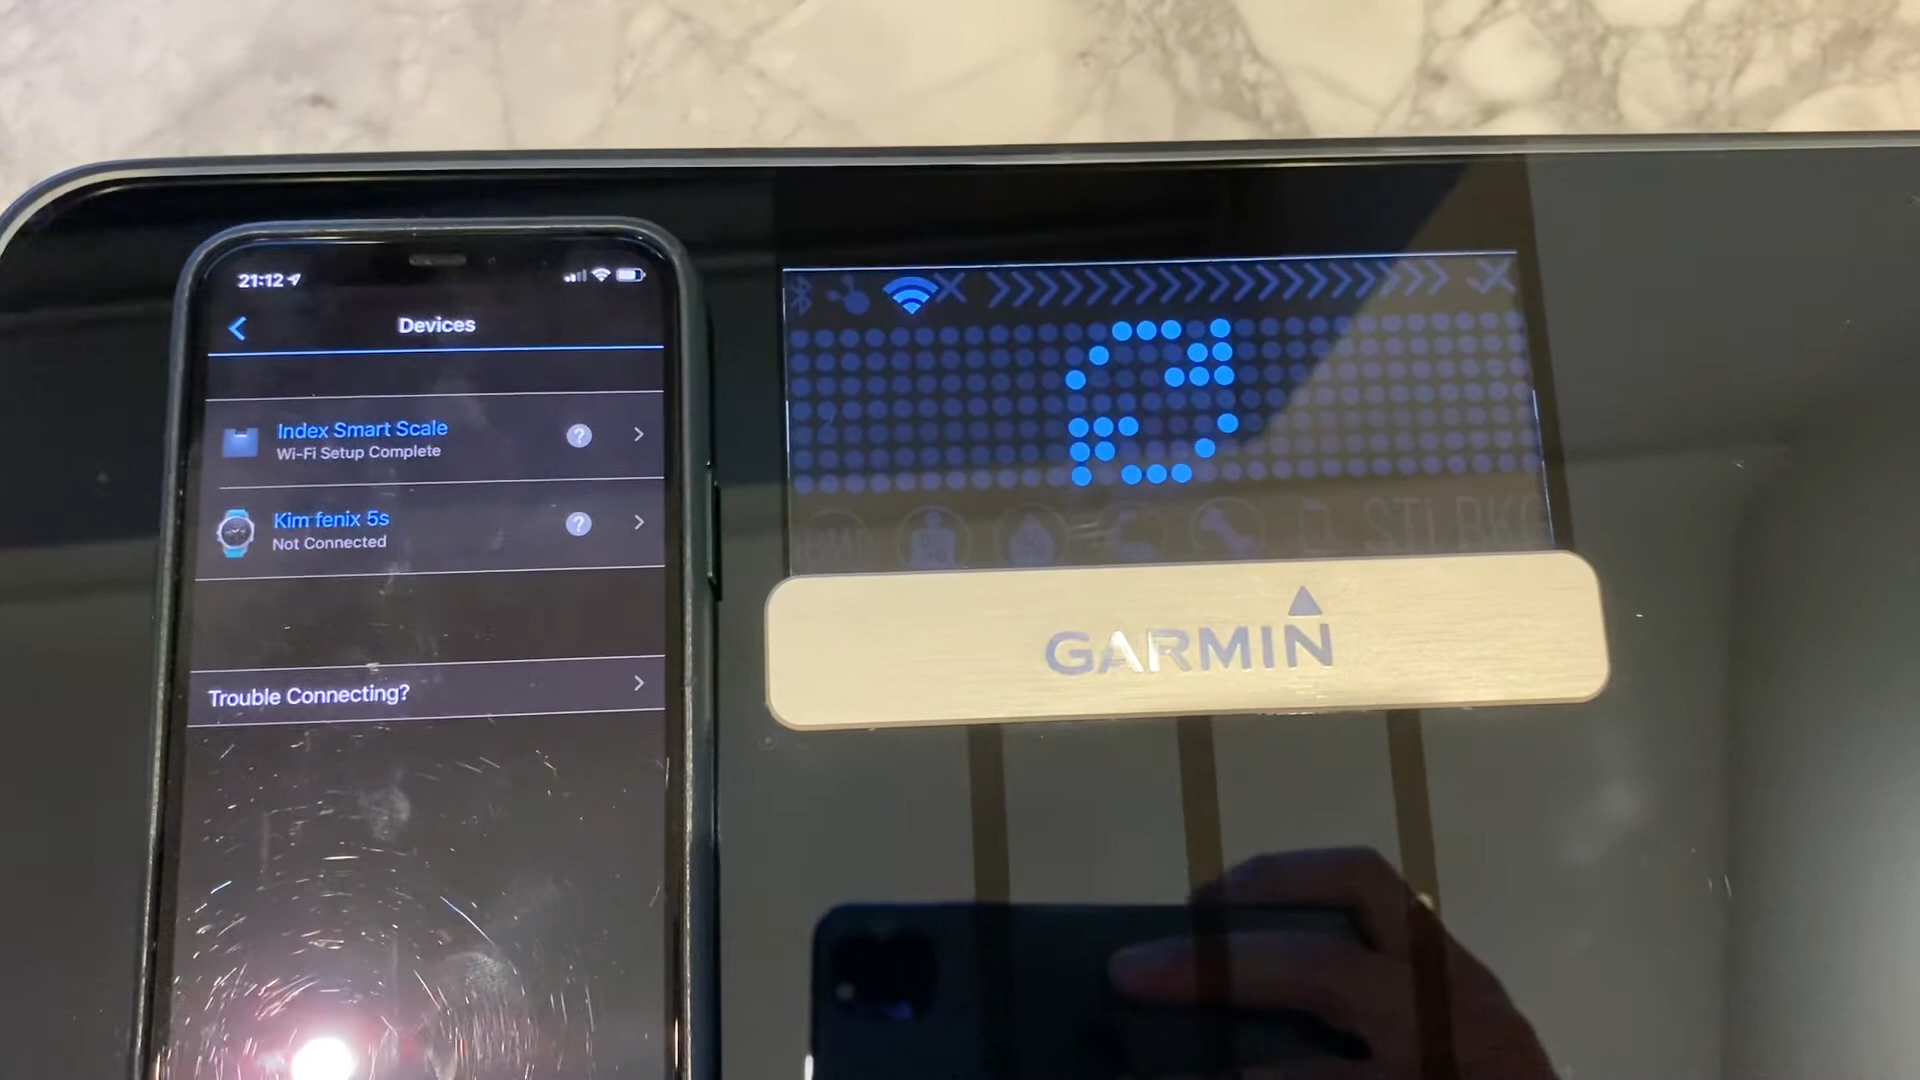 21:12
Devices
Index Smart Scale
Wi-Fi Setup Complete
?
Kim fenix 5s
Not Connected
?
Trouble Connecting?
GARMIN